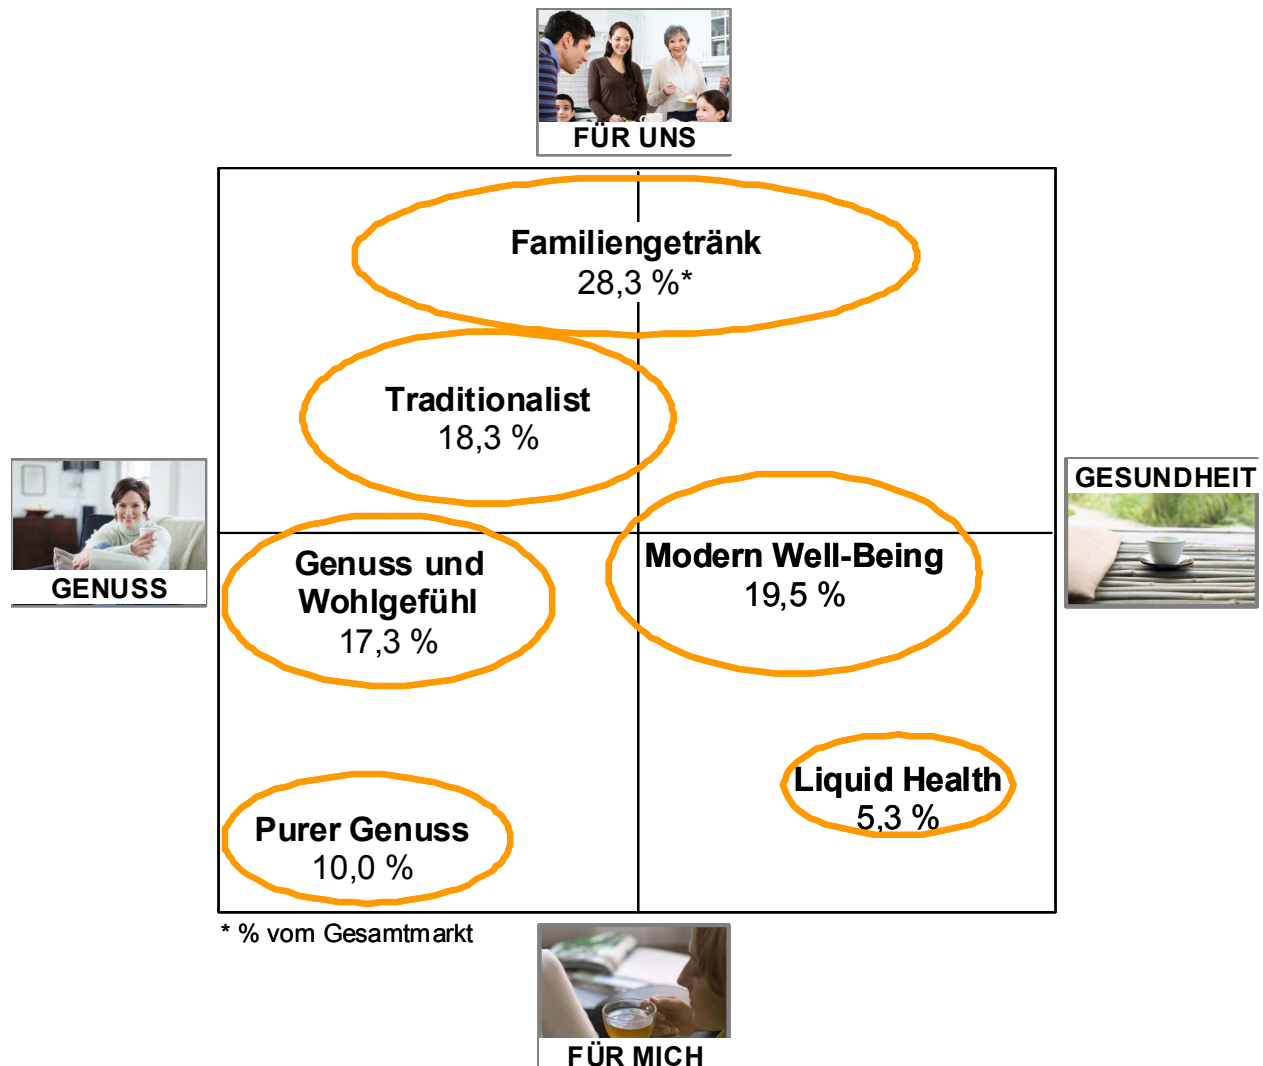 FÜR UNS
Familiengetränk
28,3 %*
Traditionalist
18,3 %
GENUSS
GESUNDHEIT
Genuss und
Wohlgefühl
17,3 %
Modern Well-Being
19,5 %
Liquid Health
5,3 %
Purer Genuss
10,0 %
* % vom Gesamtmarkt
FÜR MICH